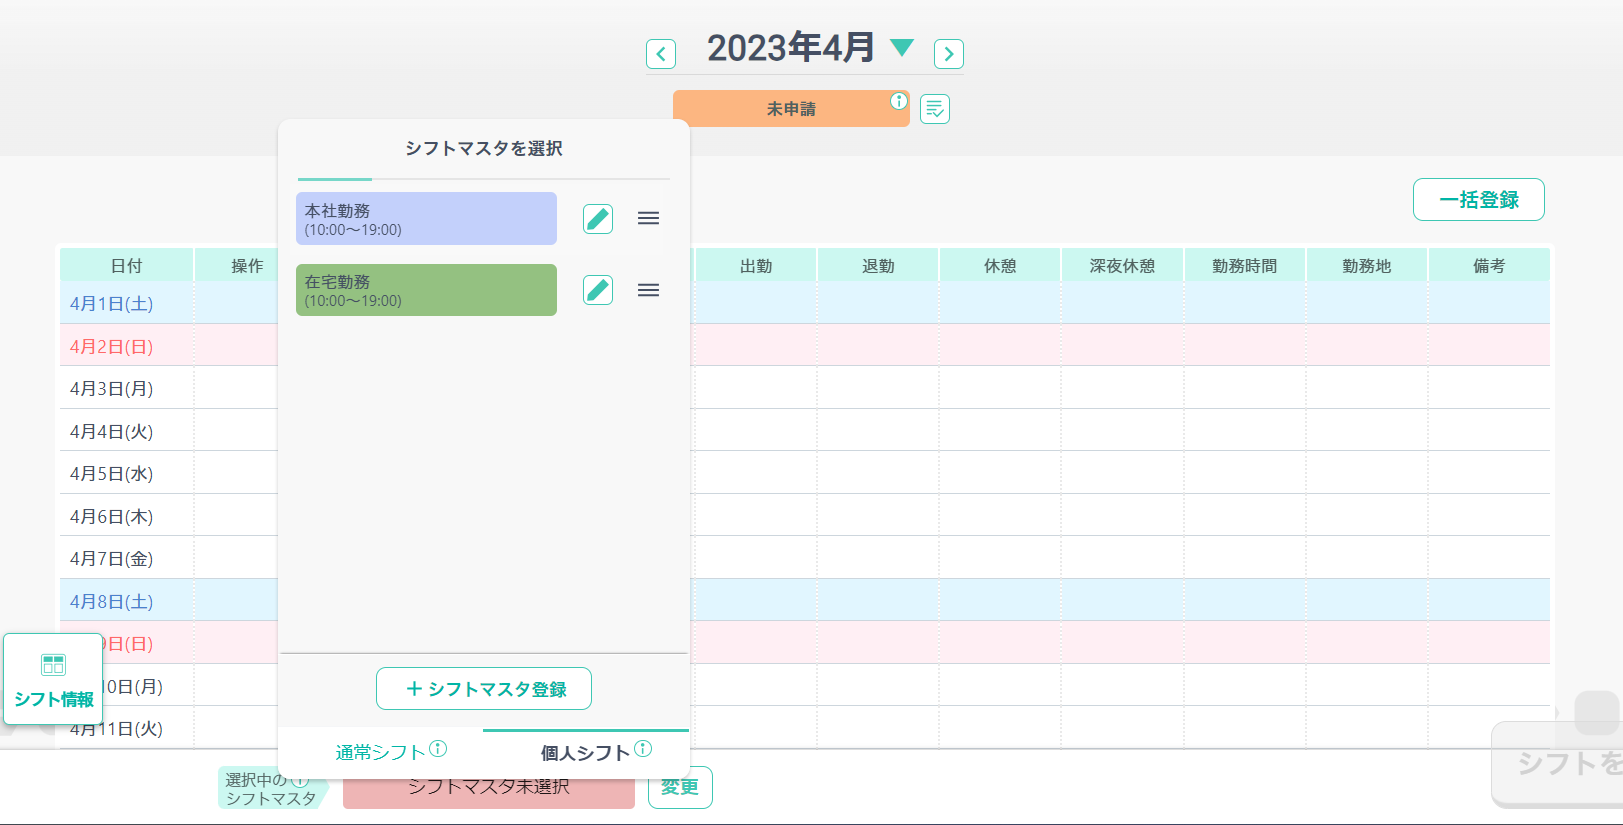 2023年4月
未申請
シフトマスタを選択
一括登録
本社勤務
(10:00～19:00)
在宅勤務
(10:00～19:00)
日付 操作 出勤 退勤 休憩 深夜休憩 勤務時間 勤務地 備考
4月1日(土)
4月2日(日)
4月3日(月)
4月4日(火)
4月5日(水)
4月6日(木)
4月7日(金)
4月8日(土)
9日(日)
10日(月)
4月11日(火)
シフト情報
＋ シフトマスタ登録
通常シフト
個人シフト
選択中の
シフトマスタ
シフトマスタ未選択
変更
シフトを